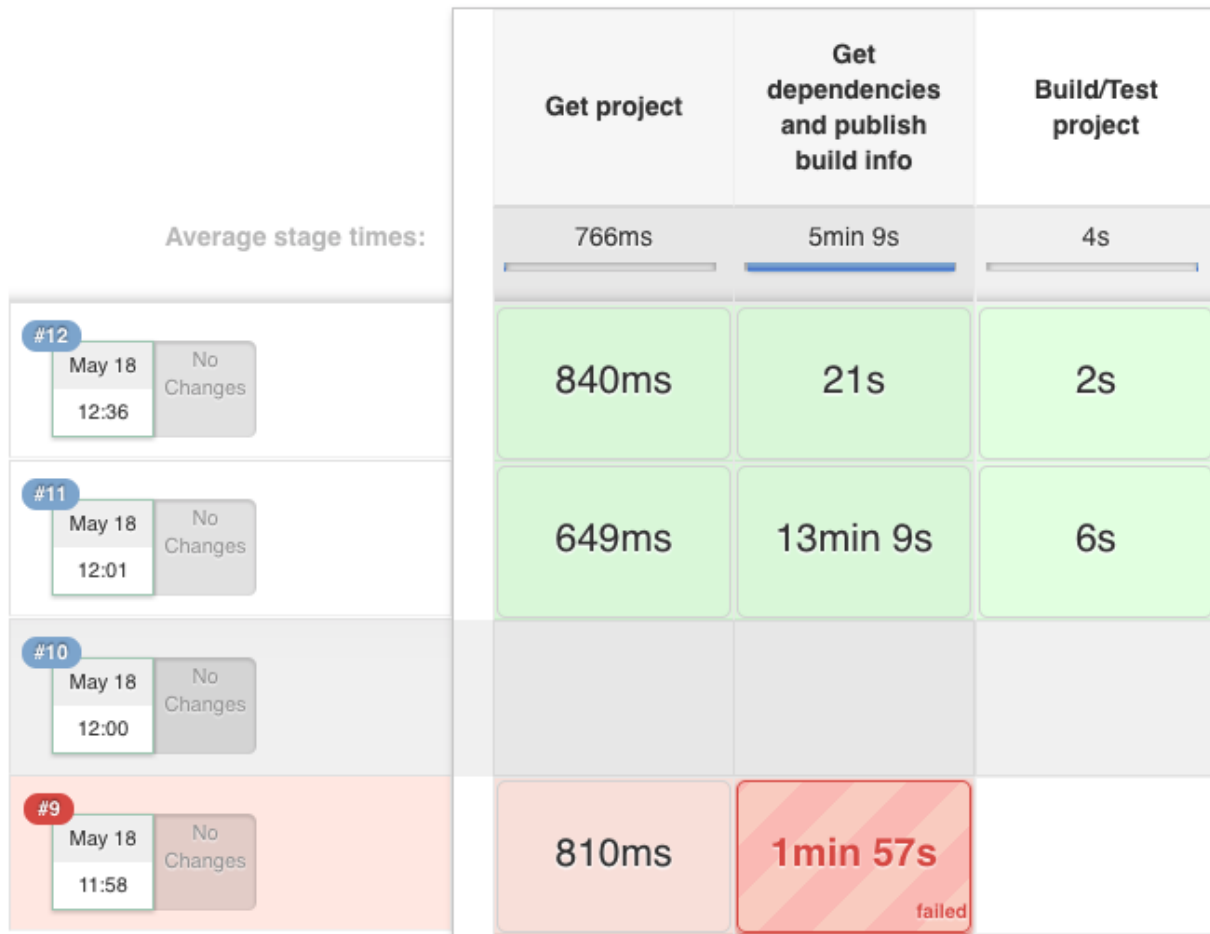 Get project
Get
dependencies
and publish
build info
Build/Test
project
Average stage times:
766ms
5min 9s
4s
#12
May 18
12:36
No
Changes
840ms
21s
2s
#11
May 18
12:01
No
Changes
649ms
13min 9s
6s
#10
May 18
12:00
No
Changes
#9
May 18
11:58
No
Changes
810ms
1min 57s
failed